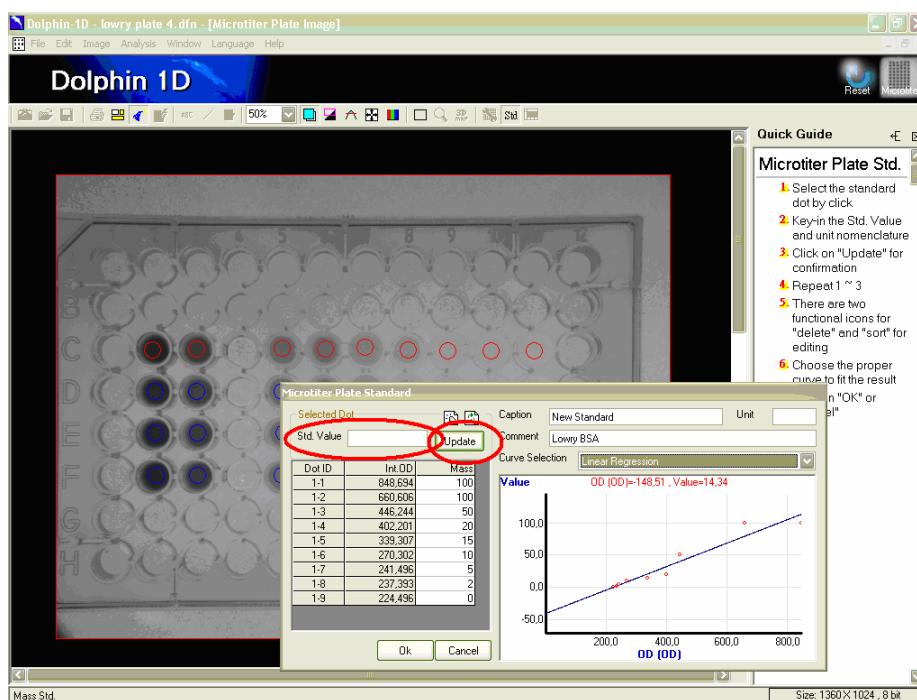 Dolphin-1D - lowry plate 4.dfn - [Microtiter Plate Image]
File Edit Image Analysis Window Language Help
Dolphin 1D
Reset
50%
Std
Quick Guide
Microtiter Plate Std.
1. Select the standard
dot by click
2. Key-in the Std. Value
and unit nomenclature
3. Click on "Update" for
confirmation
4. Repeat 1 ~ 3
5. There are two
functional icons for
"delete" and "sort" for
editing
6. Choose the proper
curve to fit the result
"OK" or
4 5 8 9
B
C
D
E
F
G
H
Microtiter Plate Standard
Selected Dot
Std. Value
Update
Caption New Standard Unit
Comment Lowry BSA
Curve Selection Linear Regression
Dot ID Int.OD Mass
1-1 848,694 100
1-2 660,606 100
1-3 446,244 50
1-4 402,201 20
1-5 339,307 15
1-6 270,302 10
1-7 241,496 5
1-8 237,393 2
1-9 224,496 0
Value OD (OD)=-148,51 , Value=14,34
100,0
50,0
0,0
-50,0
200,0 400,0 600,0 800,0
OD (OD)
Ok Cancel
Mass Std.
Size: 1360 X 1024 , 8 bit